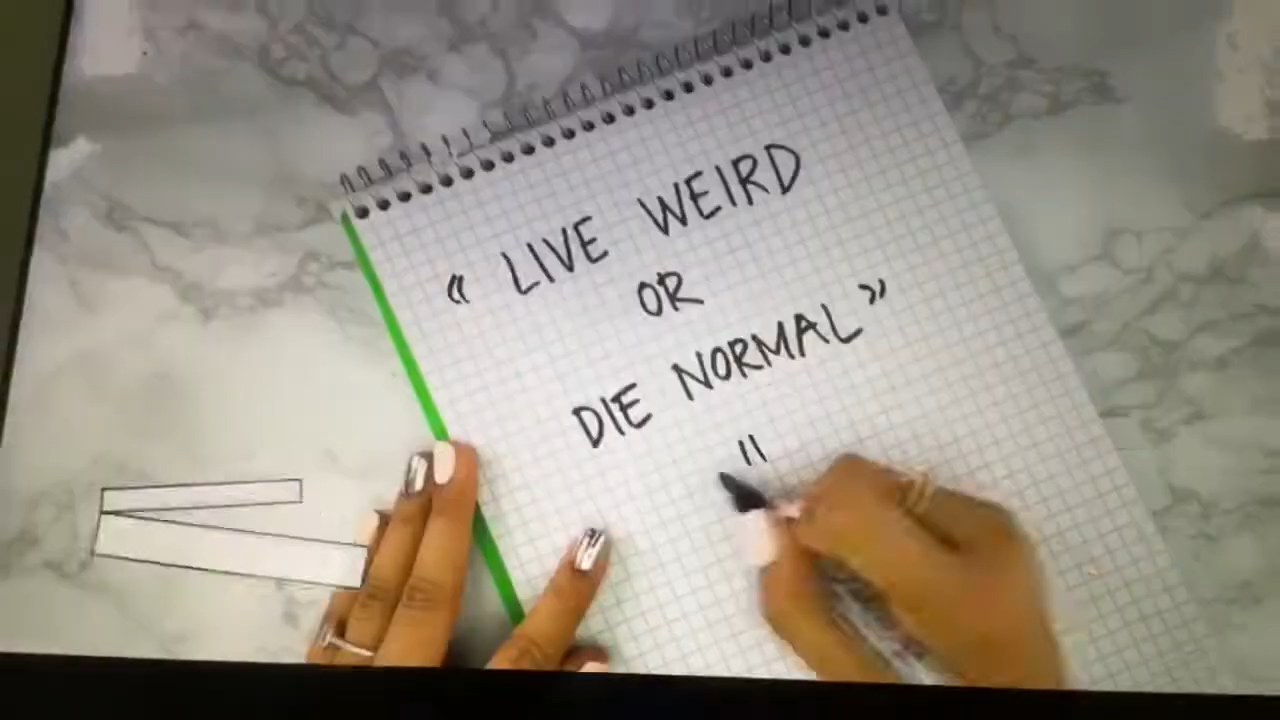 “ LIVE WEIRD
OR
DIE NORMAL ”
"